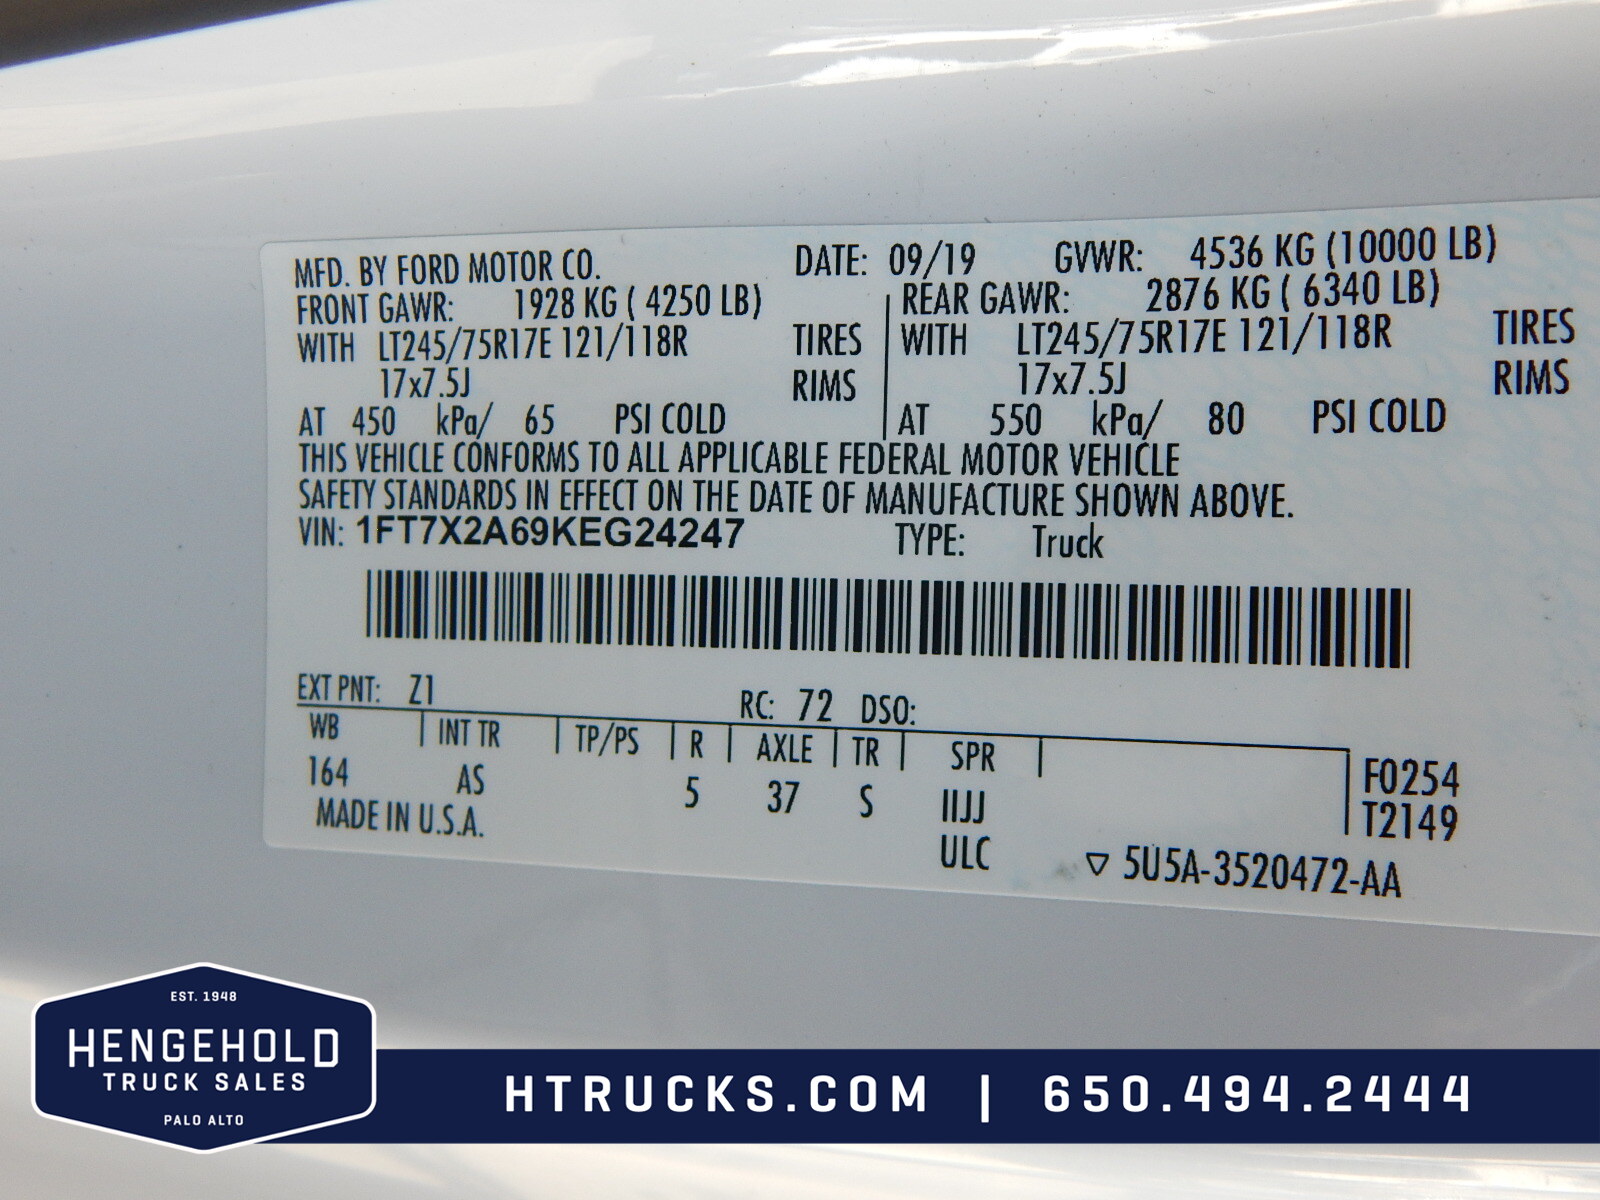 MFD. BY FORD MOTOR CO. DATE: 09/19 GVWR: 4536 KG (10000 LB)
FRONT GAWR: 1928 KG ( 4250 LB) REAR GAWR: 2876 KG ( 6340 LB)
WITH LT245/75R17E 121/118R TIRES WITH LT245/75R17E 121/118R TIRES
17x7.5J RIMS 17x7.5J RIMS
AT 450 kPa/ 65 PSI COLD AT 550 kPa/ 80 PSI COLD
THIS VEHICLE CONFORMS TO ALL APPLICABLE FEDERAL MOTOR VEHICLE
SAFETY STANDARDS IN EFFECT ON THE DATE OF MANUFACTURE SHOWN ABOVE.
VIN: 1FT7X2A69KEG24247 TYPE: Truck
EXT PNT: Z1 RC: 72 DSO:
WB INT TR TP/PS R AXLE TR SPR
164 AS 5 37 S IIJJ
F0254
T2149
MADE IN U.S.A. ULC ▽ 5U5A-3520472-AA
EST. 1948
HENGEHOLD
TRUCK SALES
PALO ALTO
HTRUCKS.COM | 650.494.2444